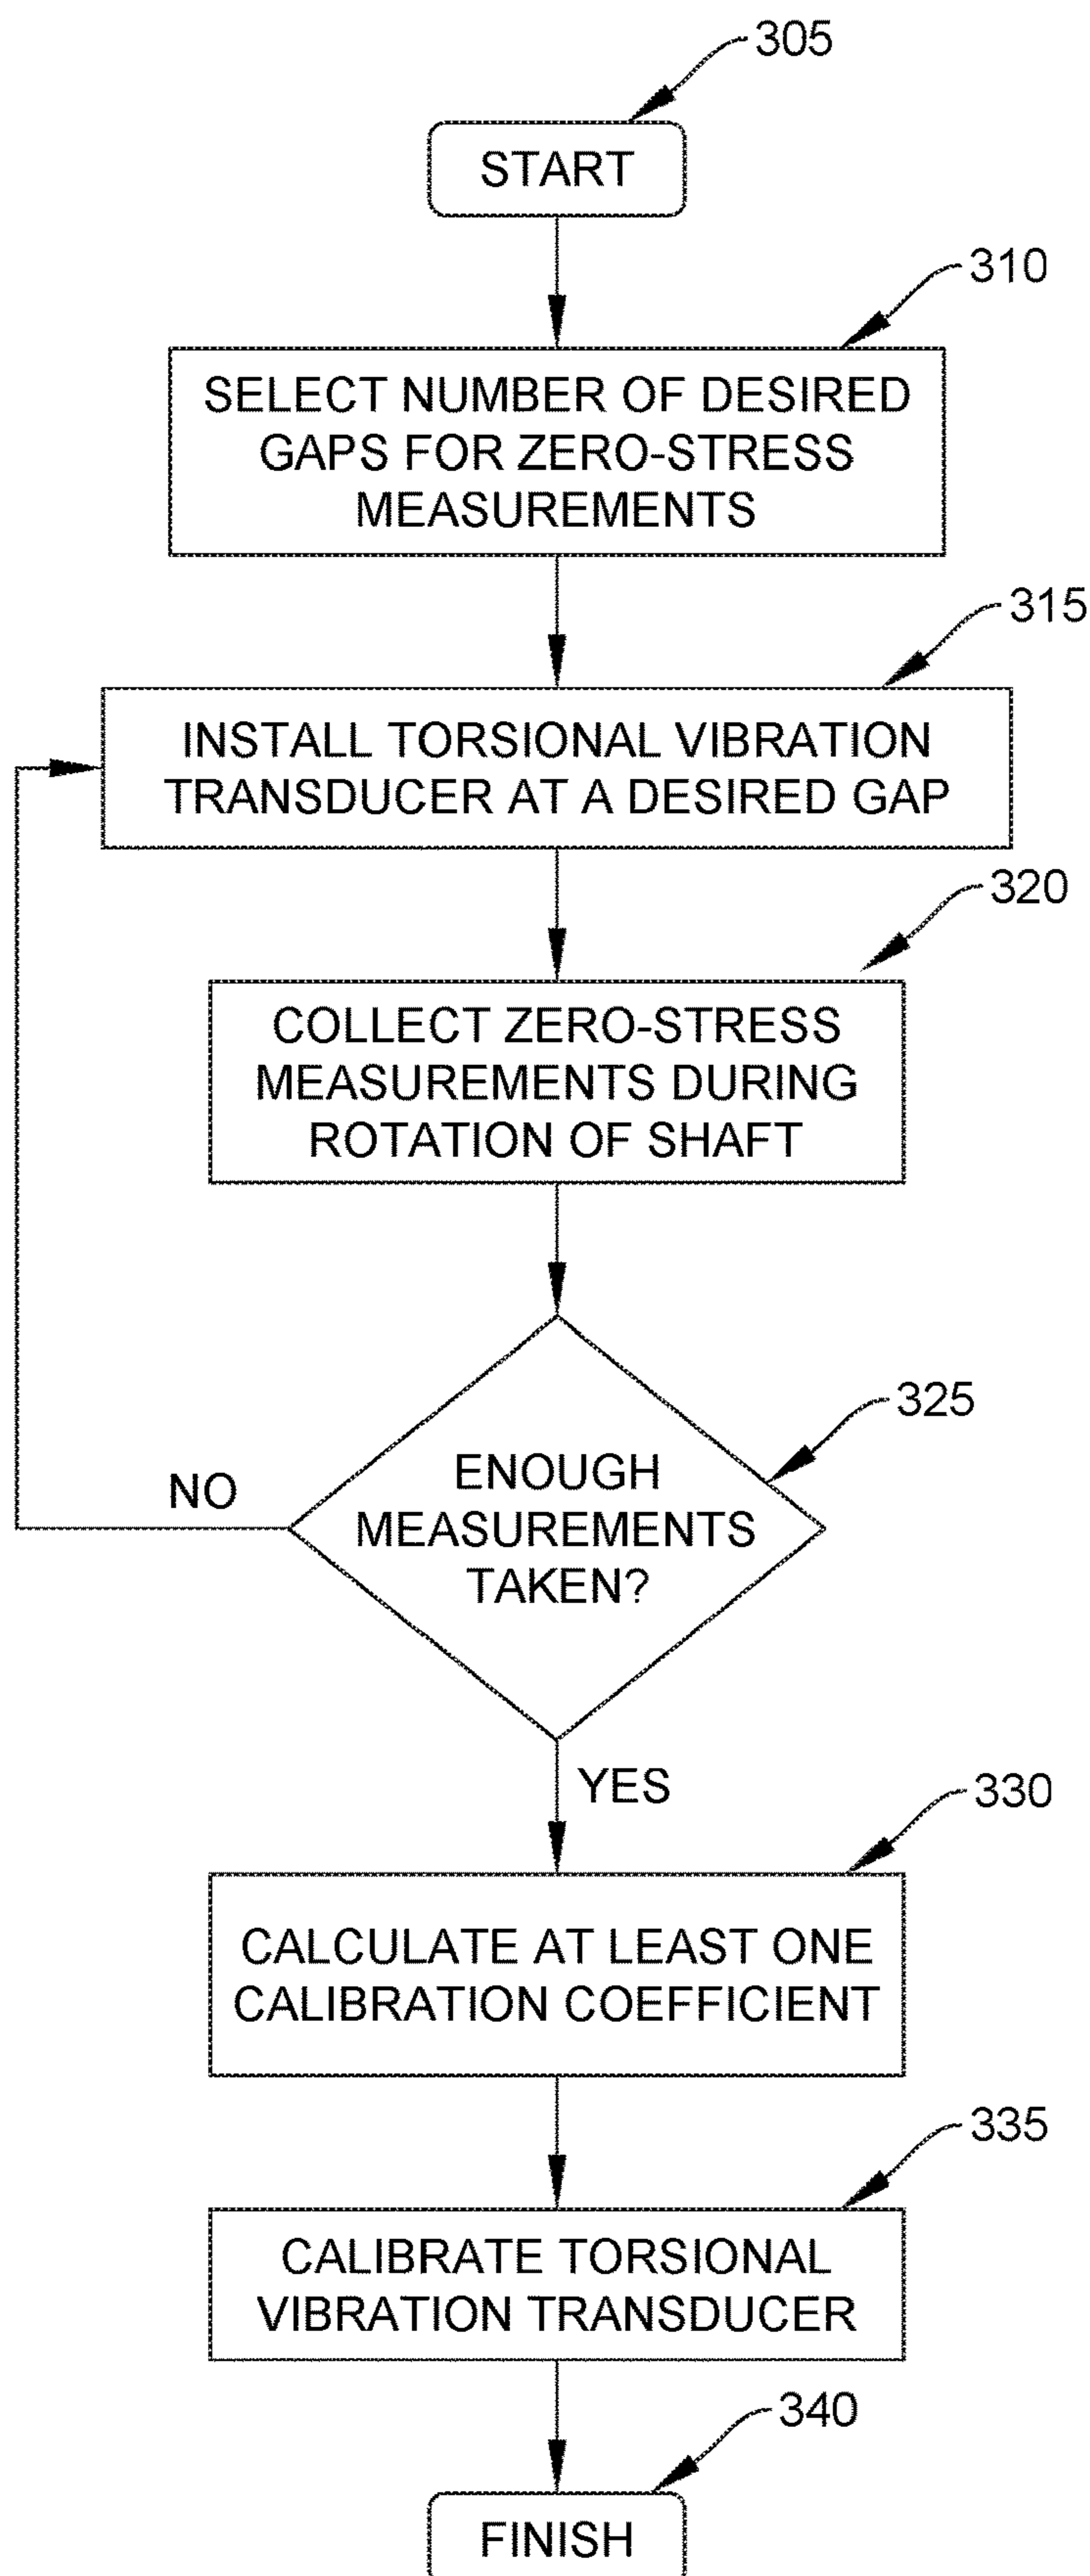 305
START
310
SELECT NUMBER OF DESIRED
GAPS FOR ZERO-STRESS
MEASUREMENTS
315
INSTALL TORSIONAL VIBRATION
TRANSDUCER AT A DESIRED GAP
320
COLLECT ZERO-STRESS
MEASUREMENTS DURING
ROTATION OF SHAFT
325
ENOUGH
MEASUREMENTS
TAKEN?
NO
YES
330
CALCULATE AT LEAST ONE
CALIBRATION COEFFICIENT
335
CALIBRATE TORSIONAL
VIBRATION TRANSDUCER
340
FINISH